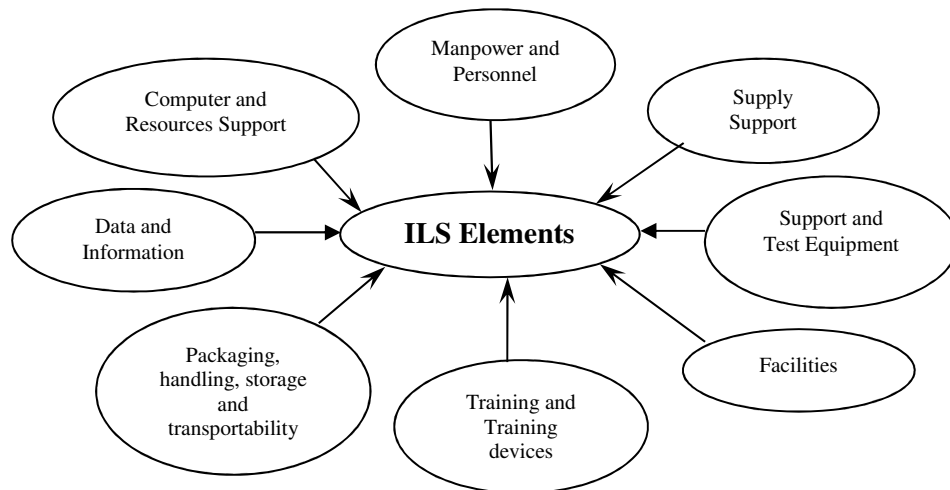 Manpower and
Personnel
Computer and
Resources Support
Supply
Support
Data and
Information
ILS Elements
Support and
Test Equipment
Packaging,
handling, storage
and
transportability
Training and
Training
devices
Facilities